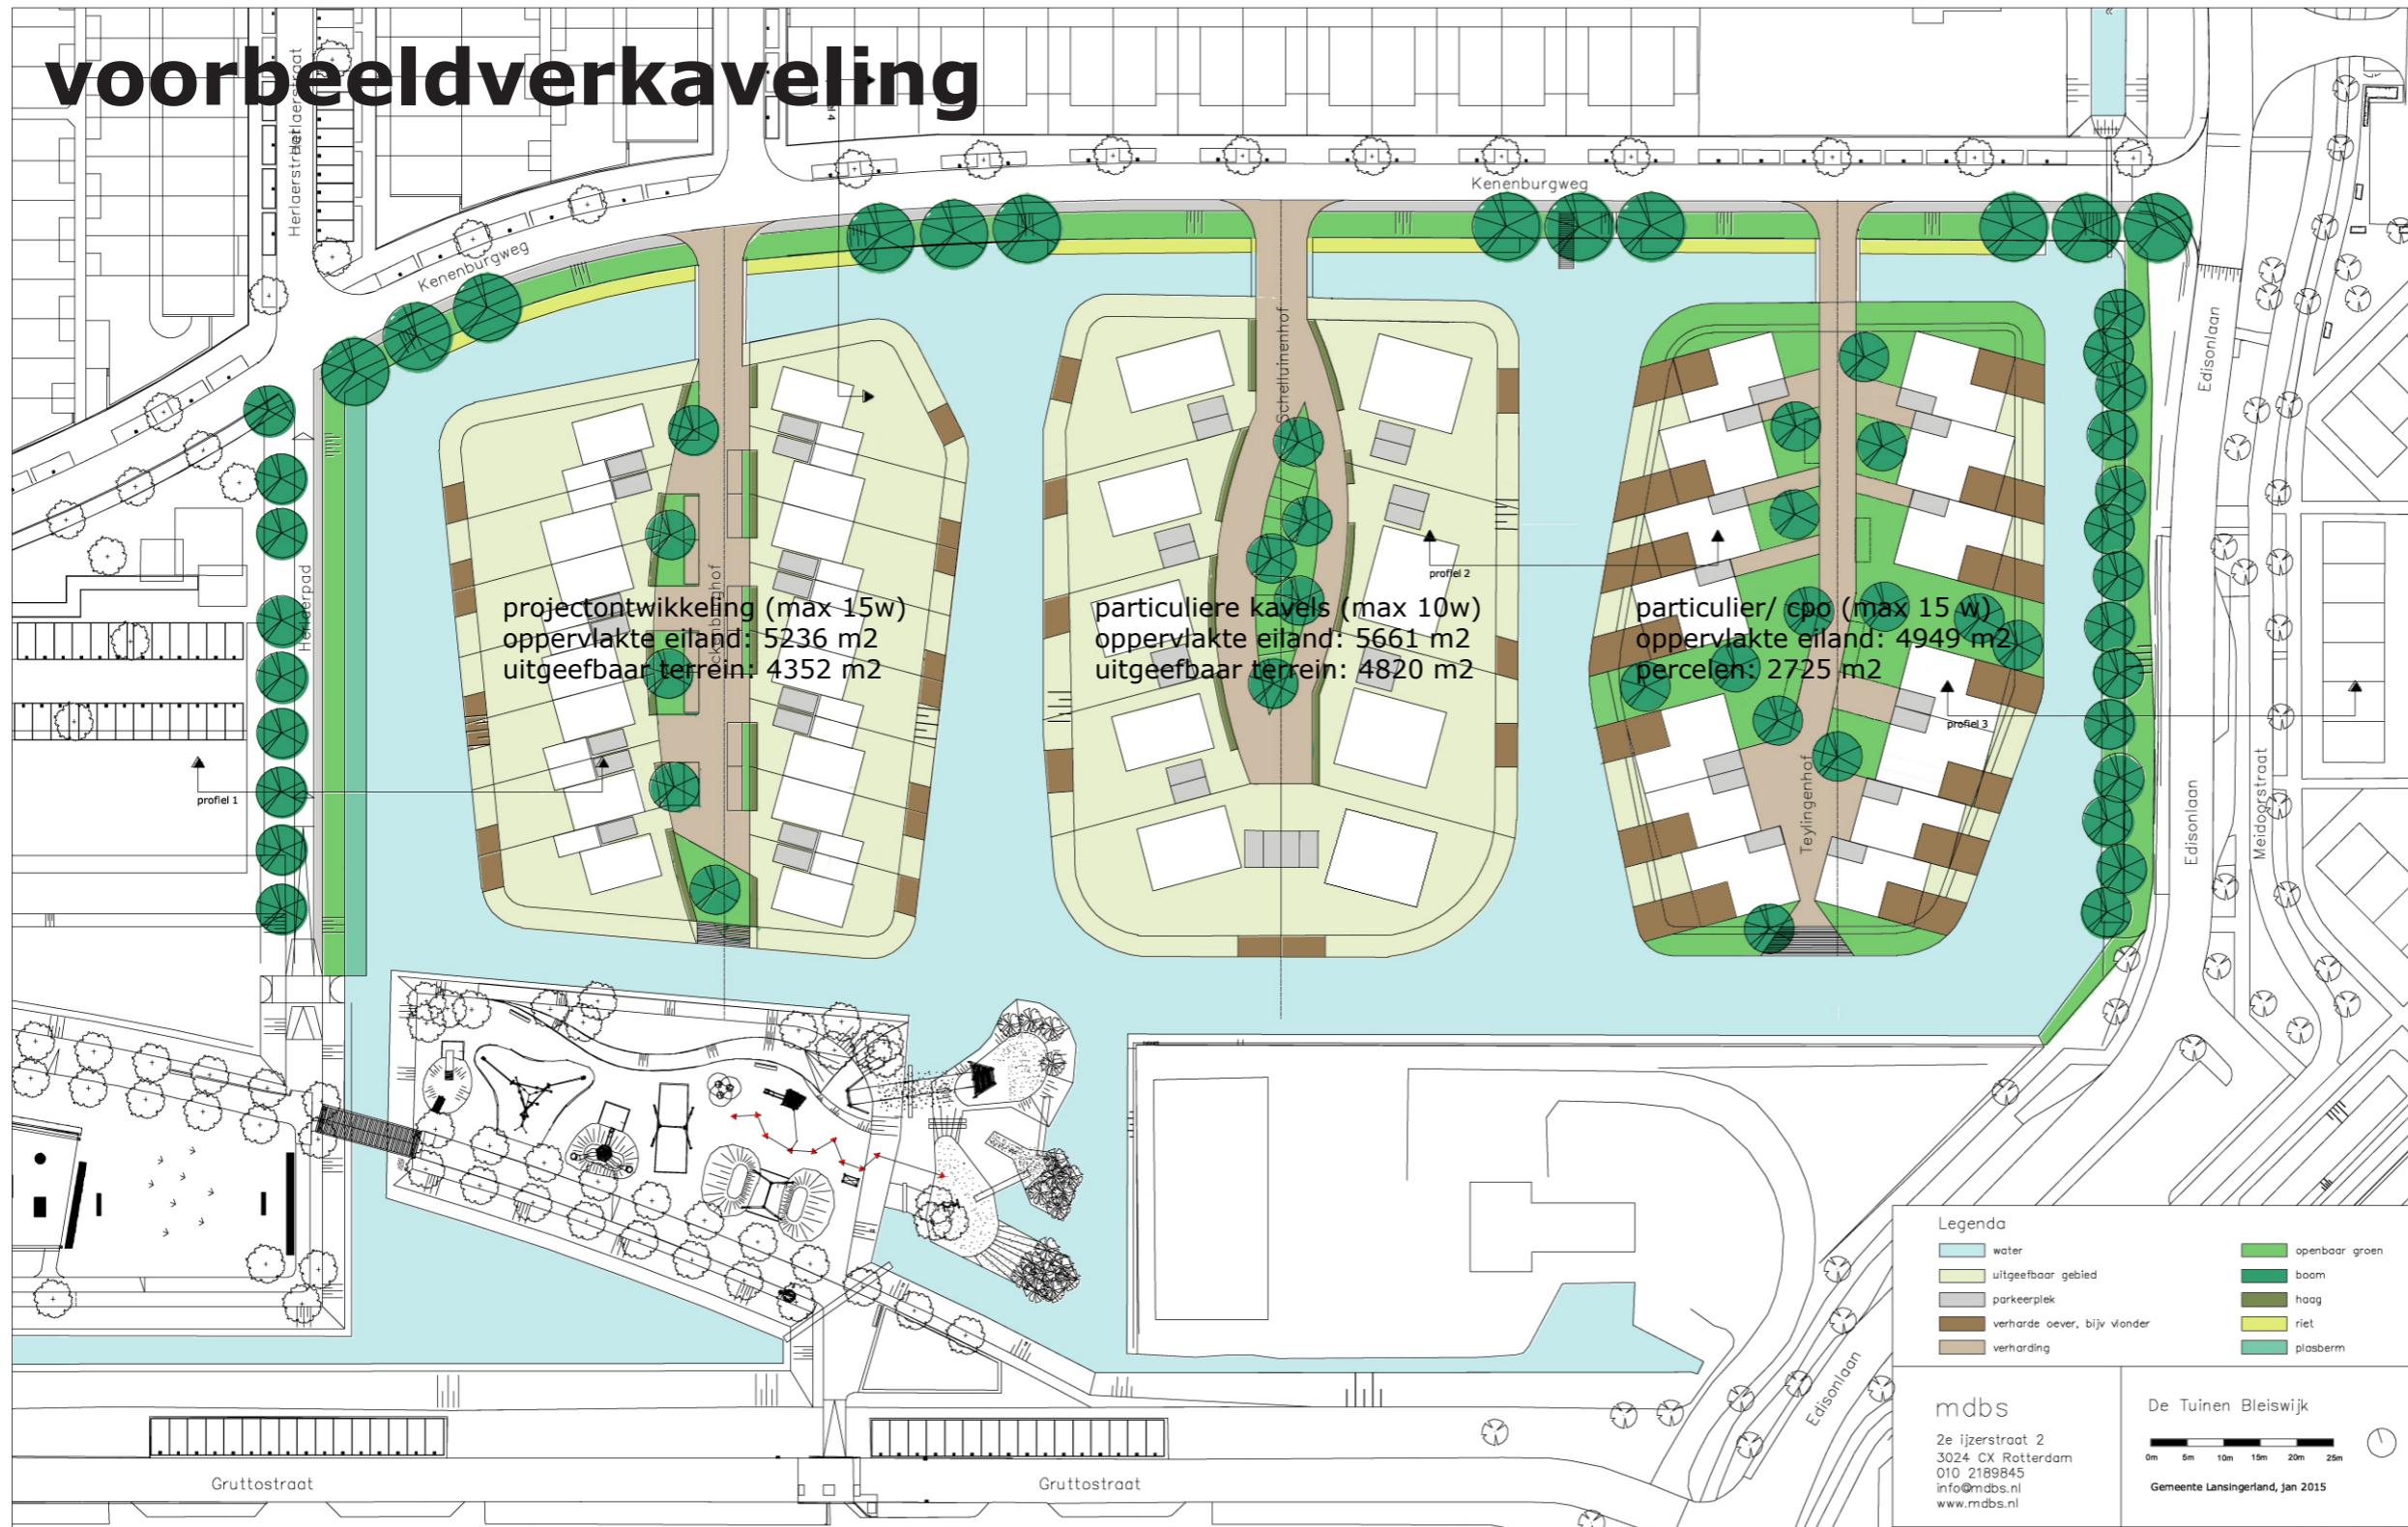 voorbeeldverkaveling
Herlaerstraat
Herlaerstraat
Kenenburgweg
Kenenburgweg
Edisonlaan
Herlaerpad
Schelluinenhof
projectontwikkeling (max 15w)
oppervlakte eiland: 5236 m2
uitgeefbaar terrein: 4352 m2
particuliere kavels (max 10w)
oppervlakte eiland: 5661 m2
uitgeefbaar terrein: 4820 m2
particulier/ cpo (max 15 w)
oppervlakte eiland: 4949 m2
percelen: 2725 m2
profiel 1
profiel 2
profiel 3
Teylingenhof
Edisonlaan
Meidoornstraat
Edisonlaan
Gruttostraat
Gruttostraat
Legenda
water
uitgeefbaar gebied
parkeerplek
verharde oever, bijv vlonder
verharding
openbaar groen
boom
haag
riet
plasberm
mdbs
2e ijzerstraat 2
3024 CX Rotterdam
010 2189845
info@mdbs.nl
www.mdbs.nl
De Tuinen Bleiswijk
0m 5m 10m 15m 20m 25m
Gemeente Lansingerland, jan 2015